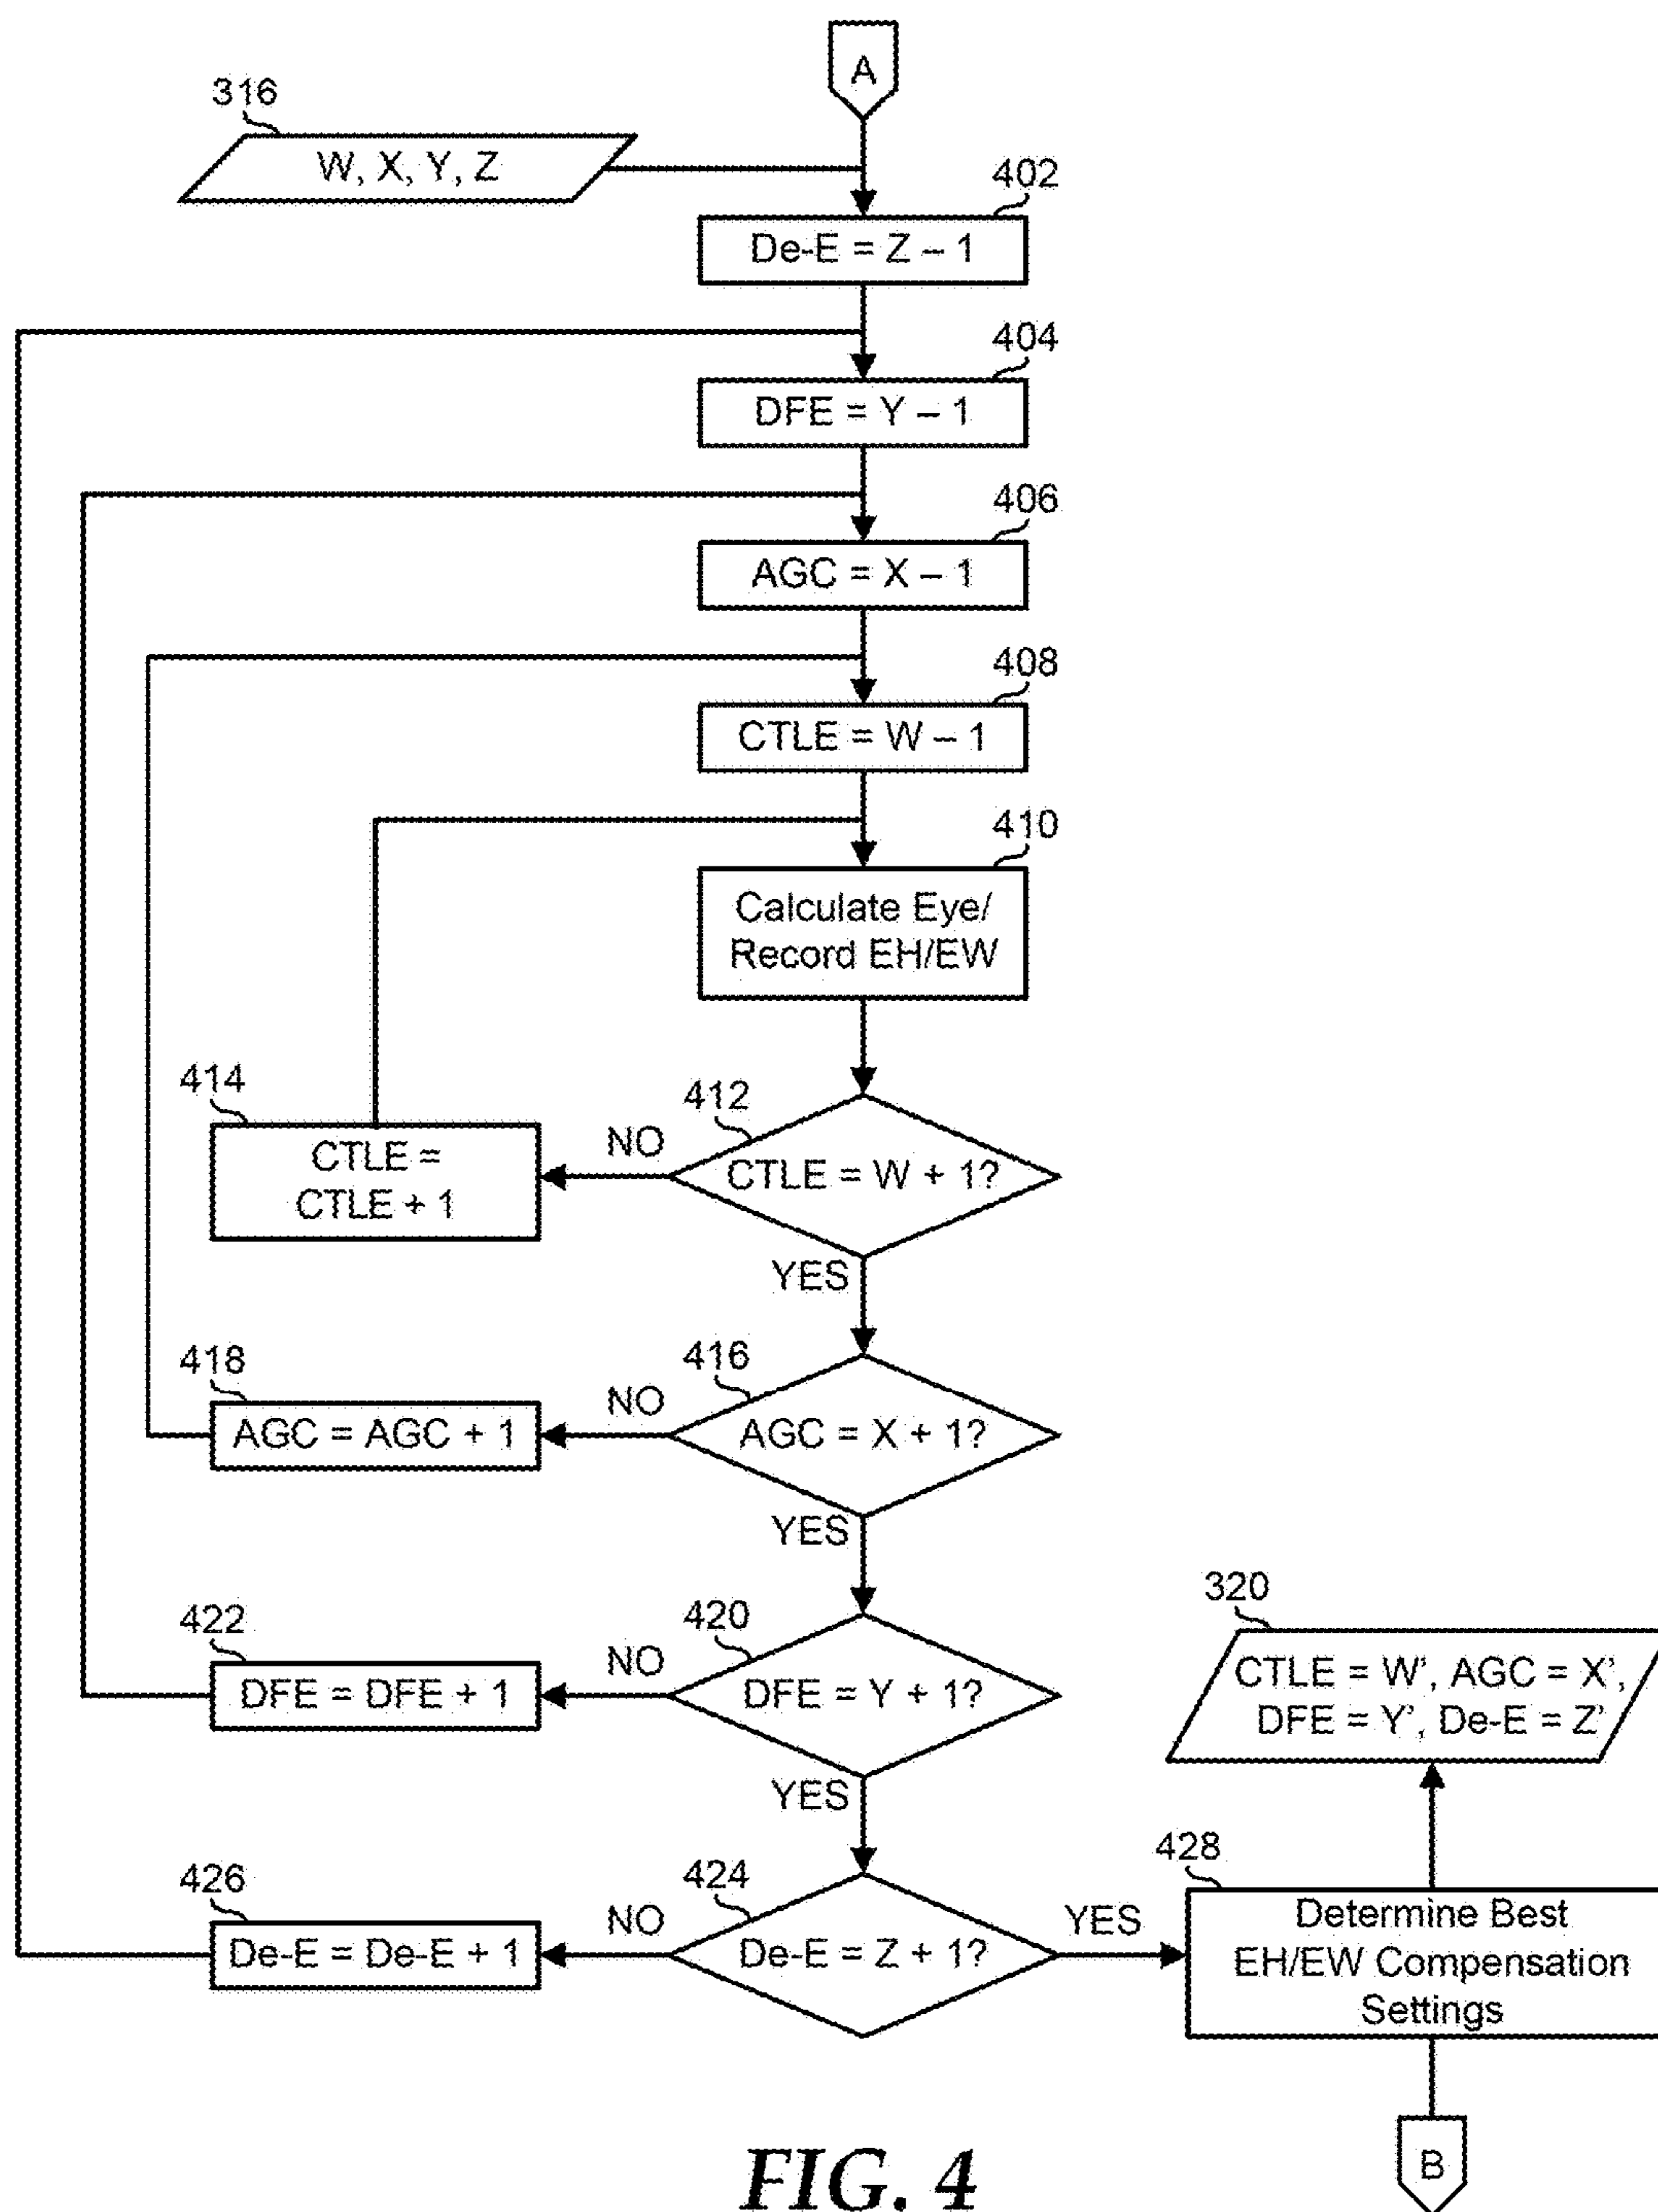 A
316
W, X, Y, Z
402
De-E = Z – 1
404
DFE = Y – 1
406
AGC = X – 1
408
CTLE = W – 1
410
Calculate Eye/
Record EH/EW
414
CTLE =
CTLE + 1
NO
412
CTLE = W + 1?
YES
418
AGC = AGC + 1
NO
416
AGC = X + 1?
YES
422
DFE = DFE + 1
NO
420
DFE = Y + 1?
YES
320
CTLE = W’, AGC = X’,
DFE = Y’, De-E = Z’
426
De-E = De-E + 1
NO
424
De-E = Z + 1?
YES
428
Determine Best
EH/EW Compensation
Settings
B
FIG. 4